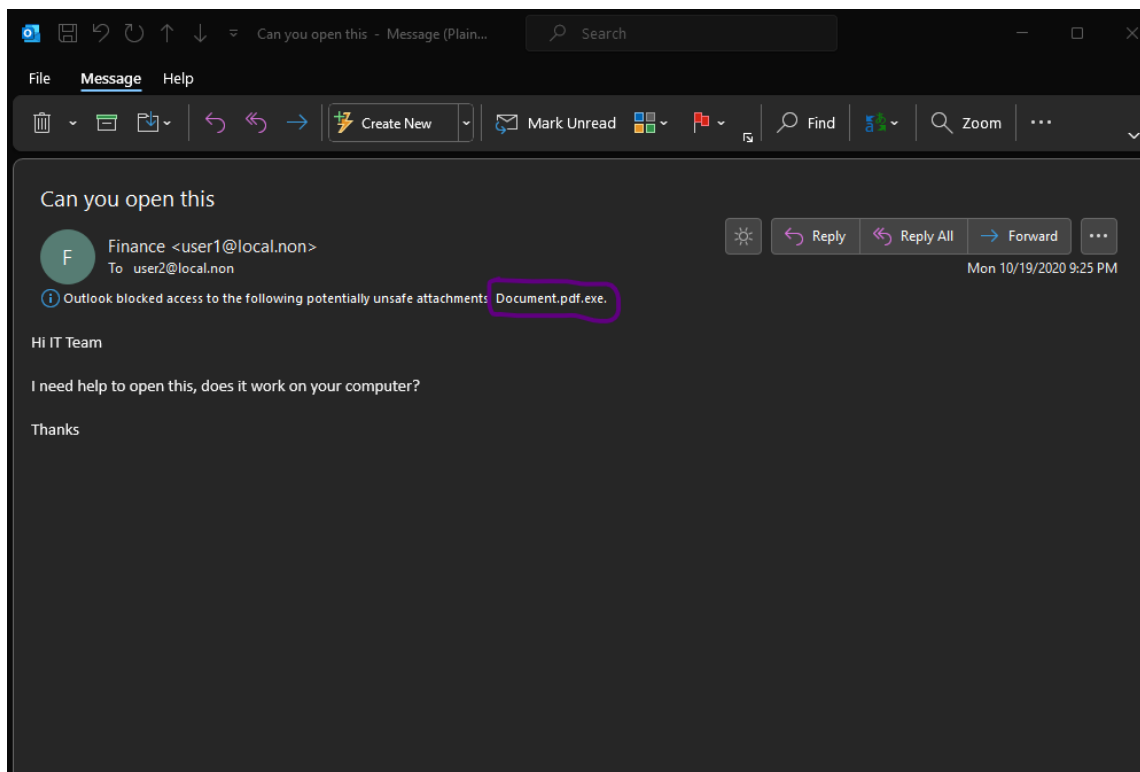 Can you open this - Message (Plain...
Search
File Message Help
Create New Mark Unread Find Zoom ...
Can you open this
F
Finance <user1@local.non>
To user2@local.non
Reply Reply All Forward ...
Mon 10/19/2020 9:25 PM
Outlook blocked access to the following potentially unsafe attachments Document.pdf.exe.
Hi IT Team
I need help to open this, does it work on your computer?
Thanks